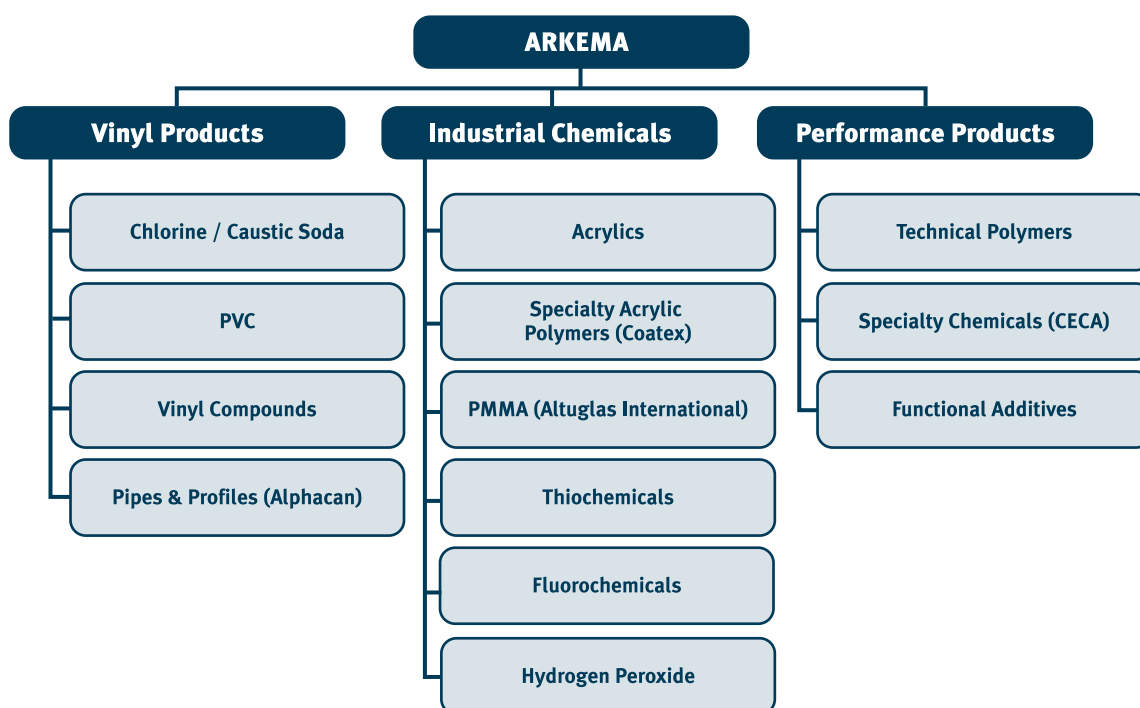 ARKEMA
Vinyl Products
Chlorine / Caustic Soda
PVC
Vinyl Compounds
Pipes & Profiles (Alphacan)
Industrial Chemicals
Acrylics
Specialty Acrylic
Polymers (Coatex)
PMMA (Altuglas International)
Thiochemicals
Fluorochemicals
Hydrogen Peroxide
Performance Products
Technical Polymers
Specialty Chemicals (CECA)
Functional Additives